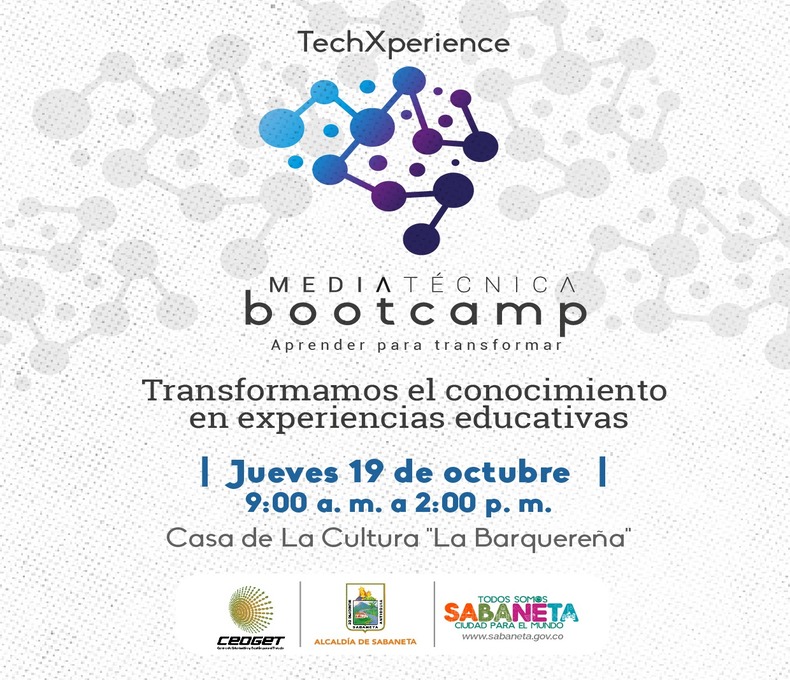 TechXperience
MEDIATÉCNICA
bootcamp
Aprender para transformar
Transformamos el conocimiento
en experiencias educativas
| Jueves 19 de octubre |
9:00 a. m. a 2:00 p. m.
Casa de La Cultura "La Barquereña"
CEOGET
SABANETA
ALCALDÍA DE SABANETA
TODOS SOMOS
SABANETA
CIUDAD PARA EL MUNDO
www.sabaneta.gov.co